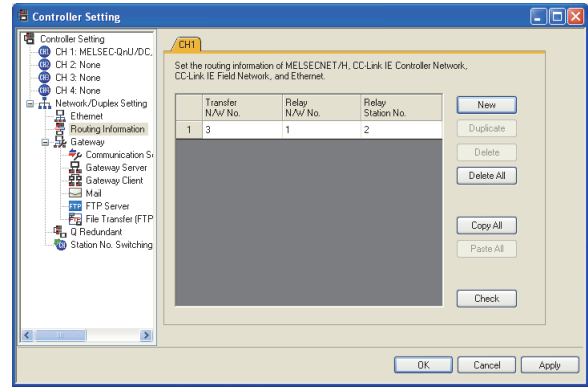 Controller Setting
Controller Setting
CH 1: MELSEC-QnU/DC,
CH 2: None
CH 3: None
CH 4: None
Network/Duplex Setting
Ethernet
Routing Information
Gateway
Communication S
Gateway Server
Gateway Client
Mail
FTP Server
File Transfer (FTP
Q Redundant
Station No. Switching
CH1
Set the routing information of MELSECNET/H, CC-Link IE Controller Network,
CC-Link IE Field Network, and Ethernet.
Transfer N/W No. Relay N/W No. Relay Station No.
1 3 1 2
New
Duplicate
Delete
Delete All
Copy All
Paste All
Check
OK Cancel Apply